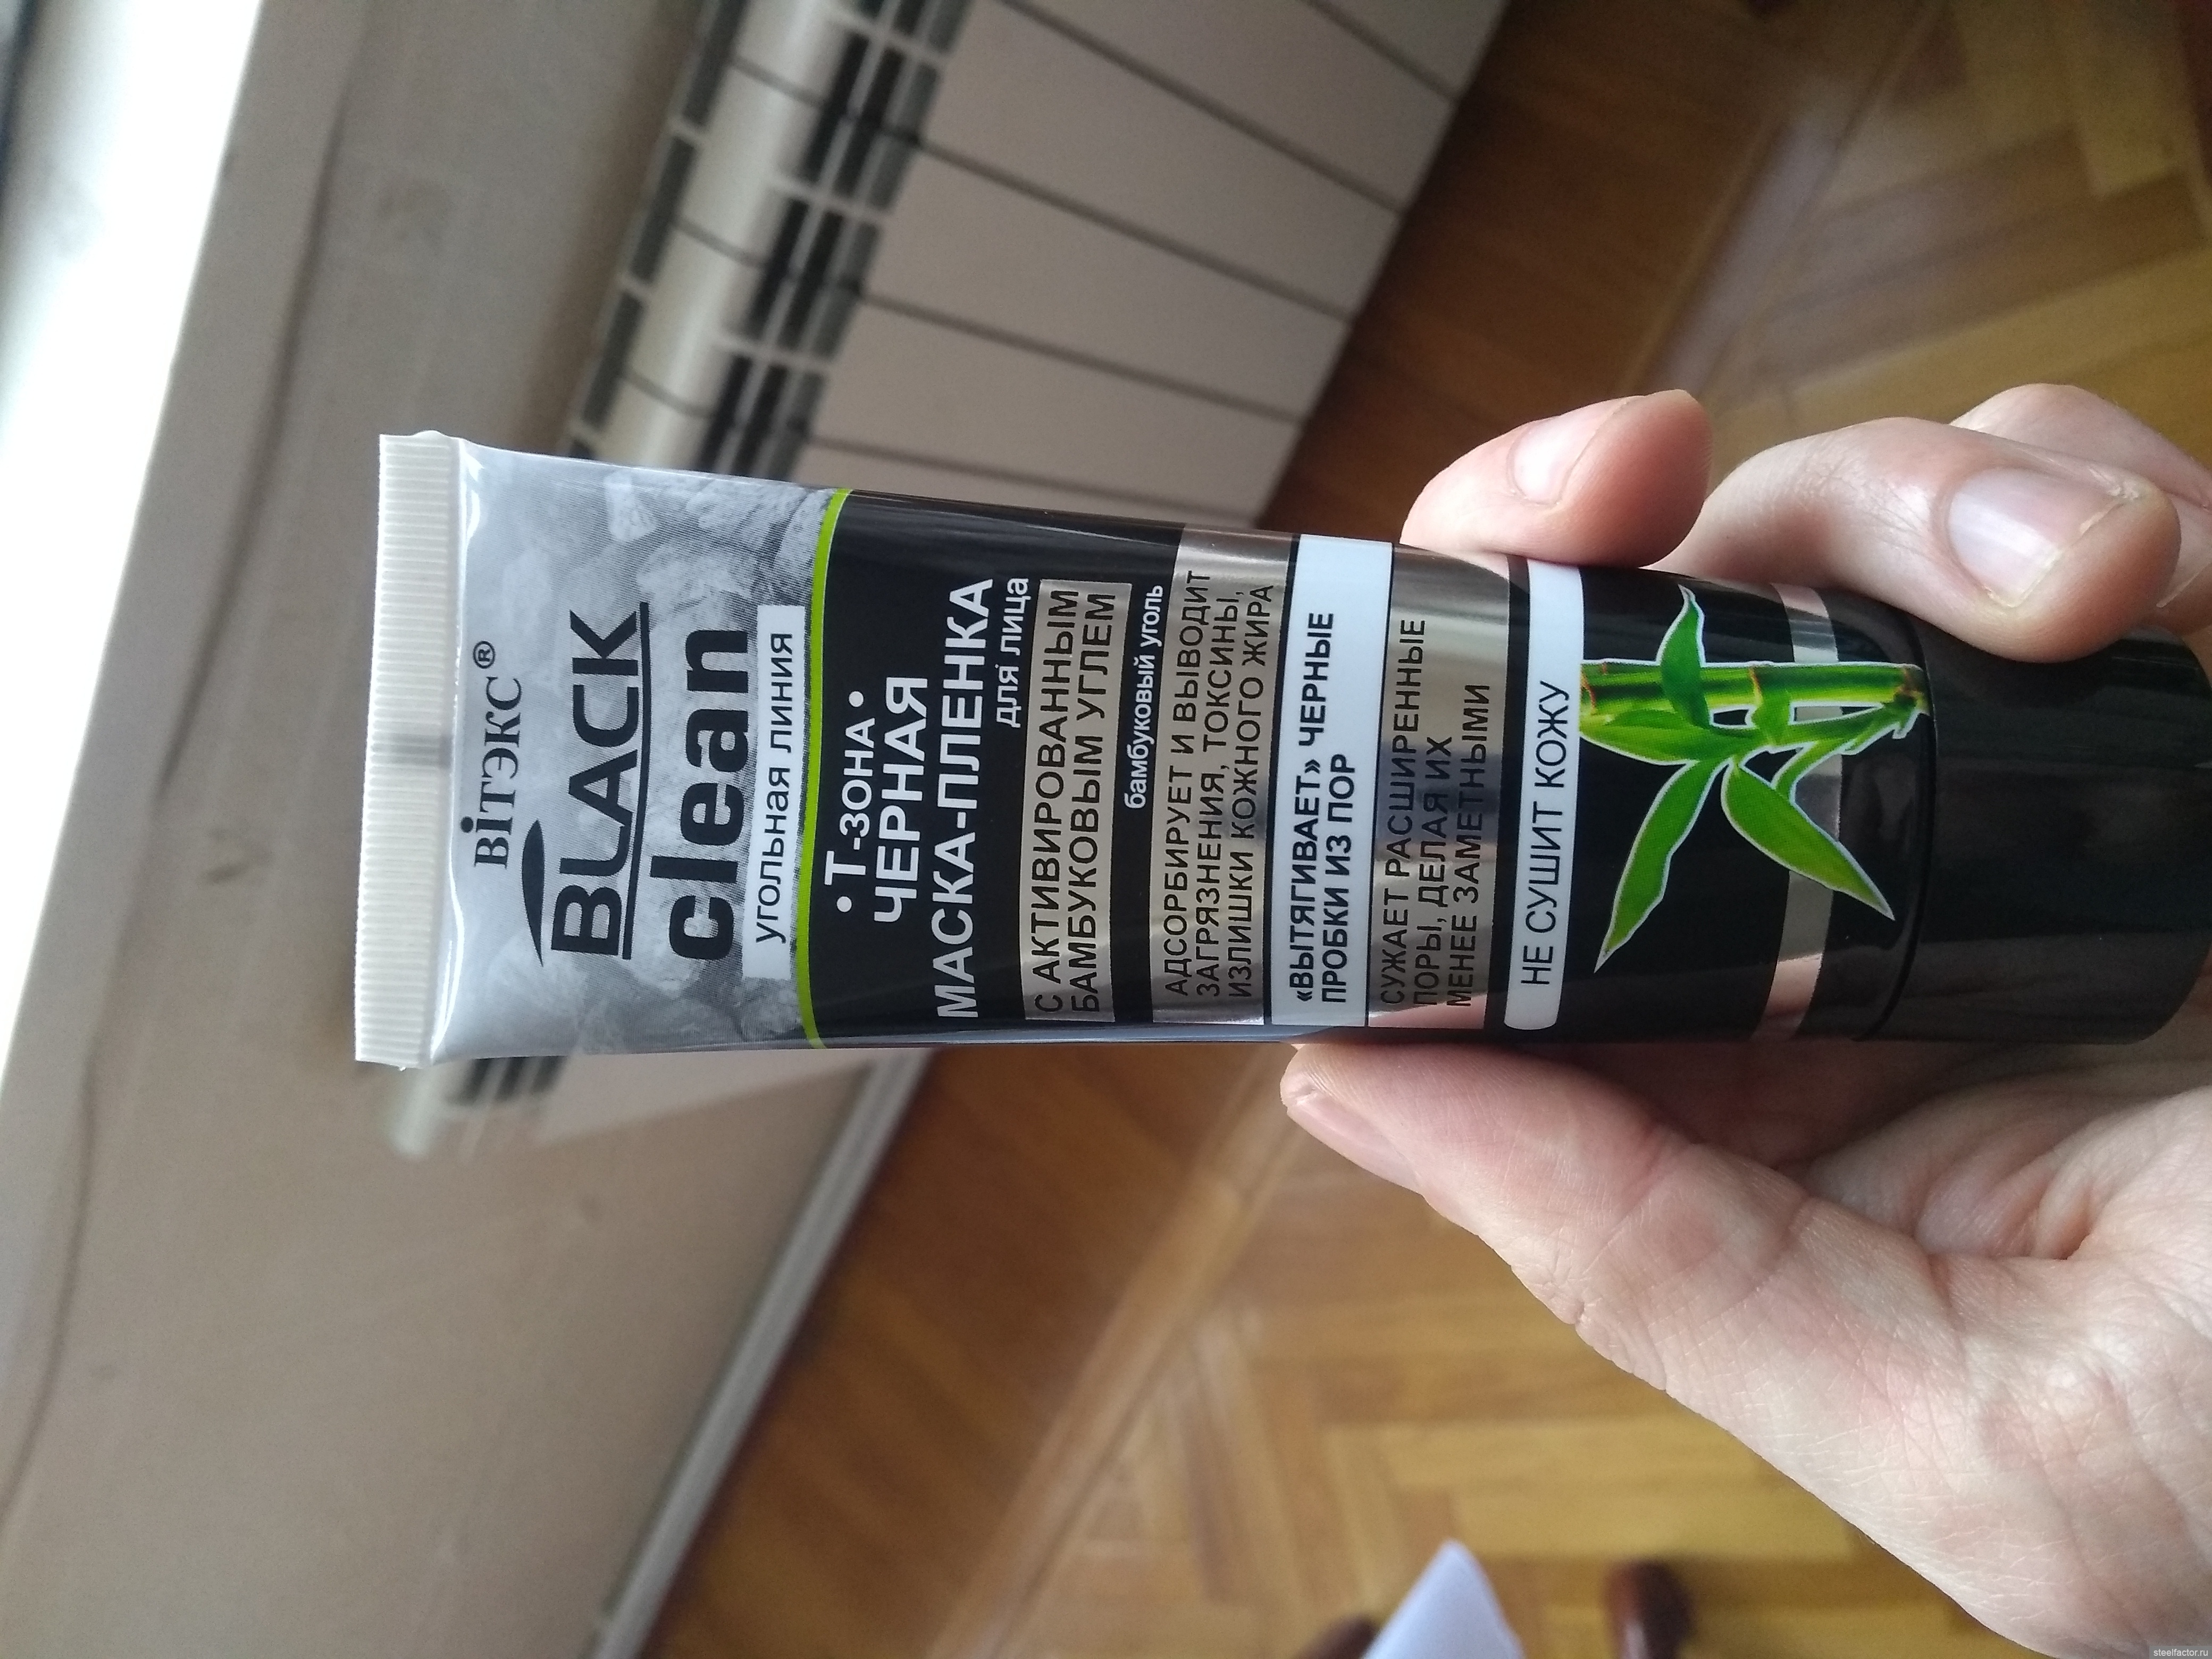 ВіТЭКС®
BLACK
clean
угольная линия
• Т-ЗОНА •
ЧЕРНАЯ
МАСКА-ПЛЕНКА
для лица
С АКТИВИРОВАННЫМ
БАМБУКОВЫМ УГЛЕМ
бамбуковый уголь
АДСОРБИРУЕТ И ВЫВОДИТ
ЗАГРЯЗНЕНИЯ, ТОКСИНЫ,
ИЗЛИШКИ КОЖНОГО ЖИРА
«ВЫТЯГИВАЕТ» ЧЕРНЫЕ
ПРОБКИ ИЗ ПОР
СУЖАЕТ РАСШИРЕННЫЕ
ПОРЫ, ДЕЛАЯ ИХ
МЕНЕЕ ЗАМЕТНЫМИ
НЕ СУШИТ КОЖУ
steelfactor.ru